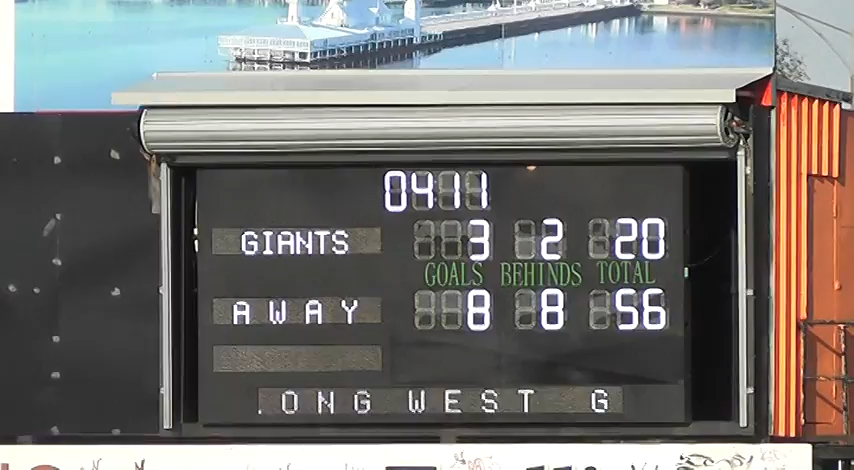 0411
GIANTS 3 2 20
GOALS BEHINDS TOTAL
AWAY 8 8 56
.ONG WEST G